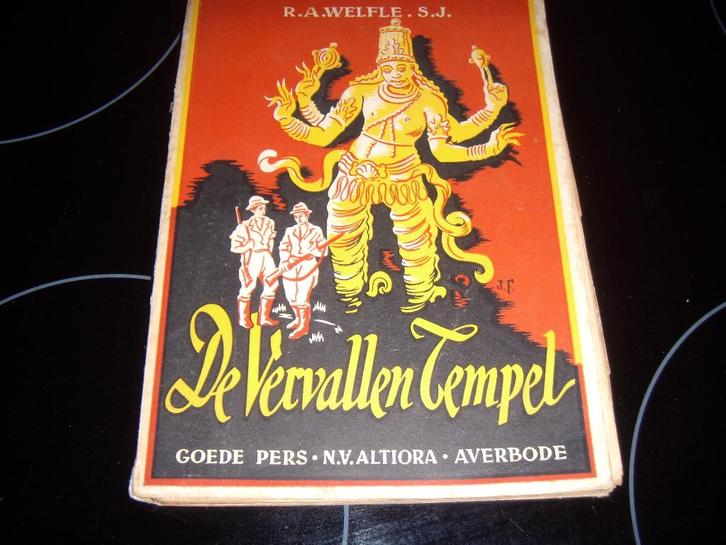 R.A.WELFLE.S.J.
J.F.
De Vervallen Tempel
GOEDE PERS · N.V. ALTIORA · AVERBODE